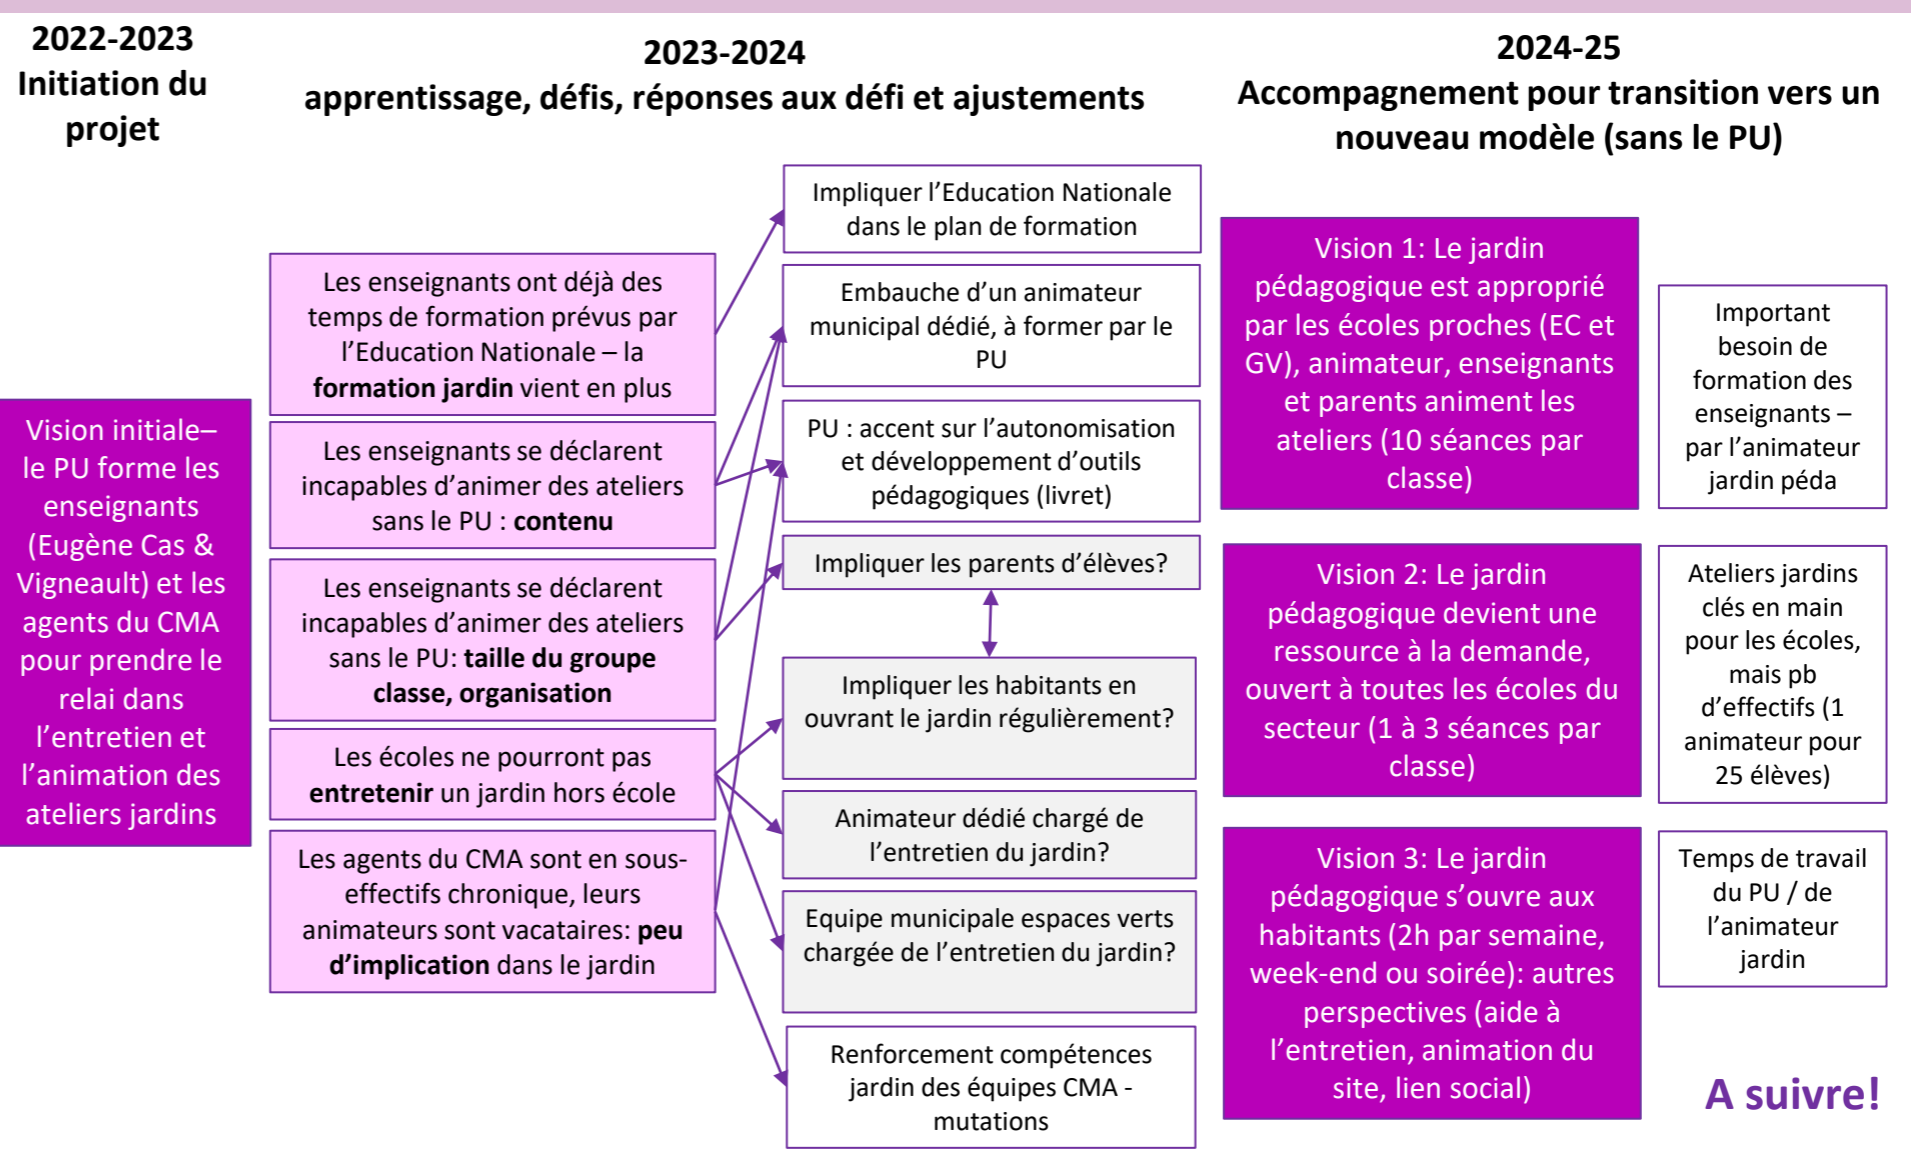 2022-2023
Initiation du
projet
2023-2024
apprentissage, défis, réponses aux défi et ajustements
2024-25
Accompagnement pour transition vers un
nouveau modèle (sans le PU)
Vision initiale–
le PU forme les
enseignants
(Eugène Cas &
Vigneault) et les
agents du CMA
pour prendre le
relai dans
l’entretien et
l’animation des
ateliers jardins
Les enseignants ont déjà des
temps de formation prévus par
l’Education Nationale – la
formation jardin vient en plus
Les enseignants se déclarent
incapables d’animer des ateliers
sans le PU : contenu
Les enseignants se déclarent
incapables d’animer des ateliers
sans le PU: taille du groupe
classe, organisation
Les écoles ne pourront pas
entretenir un jardin hors école
Les agents du CMA sont en sous-
effectifs chronique, leurs
animateurs sont vacataires: peu
d’implication dans le jardin
Impliquer l’Education Nationale
dans le plan de formation
Embauche d’un animateur
municipal dédié, à former par le
PU
PU : accent sur l’autonomisation
et développement d’outils
pédagogiques (livret)
Impliquer les parents d’élèves?
Impliquer les habitants en
ouvrant le jardin régulièrement?
Animateur dédié chargé de
l’entretien du jardin?
Equipe municipale espaces verts
chargée de l’entretien du jardin?
Renforcement compétences
jardin des équipes CMA -
mutations
Vision 1: Le jardin
pédagogique est approprié
par les écoles proches (EC et
GV), animateur, enseignants
et parents animent les
ateliers (10 séances par
classe)
Important
besoin de
formation des
enseignants –
par l’animateur
jardin péda
Vision 2: Le jardin
pédagogique devient une
ressource à la demande,
ouvert à toutes les écoles du
secteur (1 à 3 séances par
classe)
Ateliers jardins
clés en main
pour les écoles,
mais pb
d’effectifs (1
animateur pour
25 élèves)
Vision 3: Le jardin
pédagogique s’ouvre aux
habitants (2h par semaine,
week-end ou soirée): autres
perspectives (aide à
l’entretien, animation du
site, lien social)
Temps de travail
du PU / de
l’animateur
jardin
A suivre!